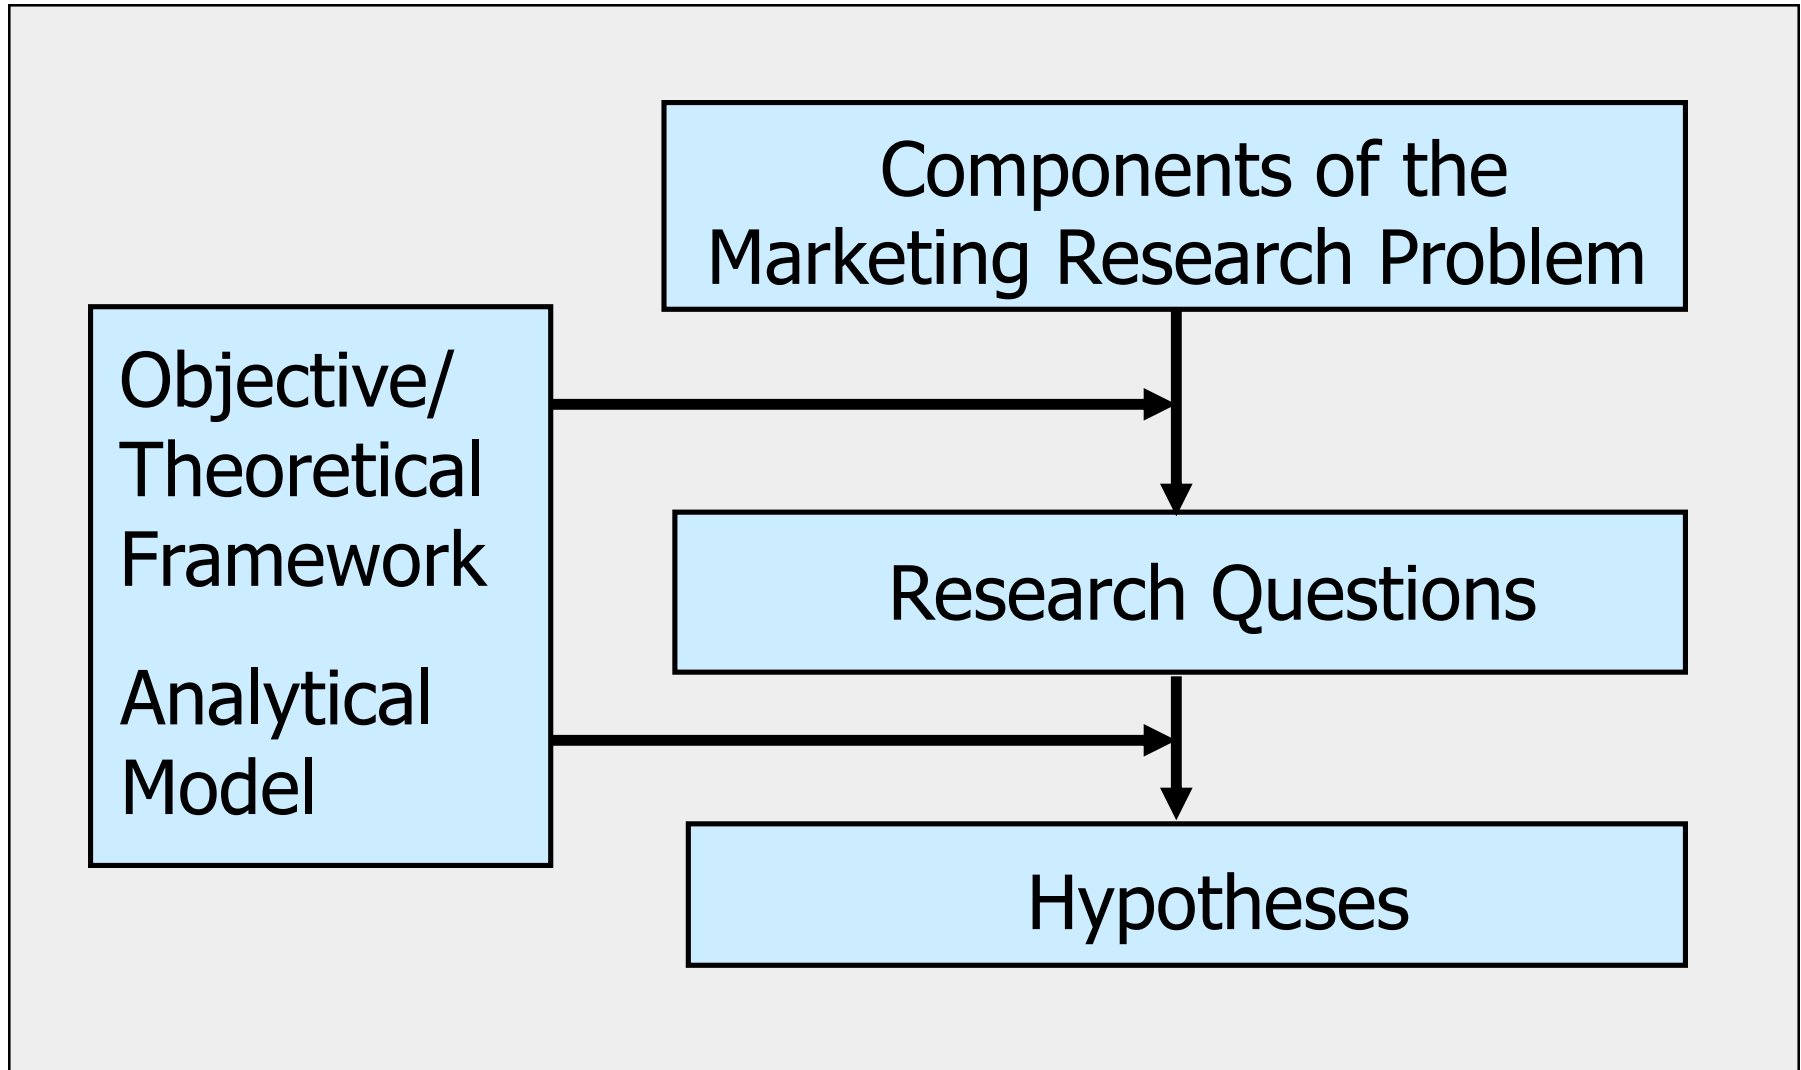 Components of the
Marketing Research Problem
Objective/
Theoretical
Framework
Analytical
Model
Research Questions
Hypotheses